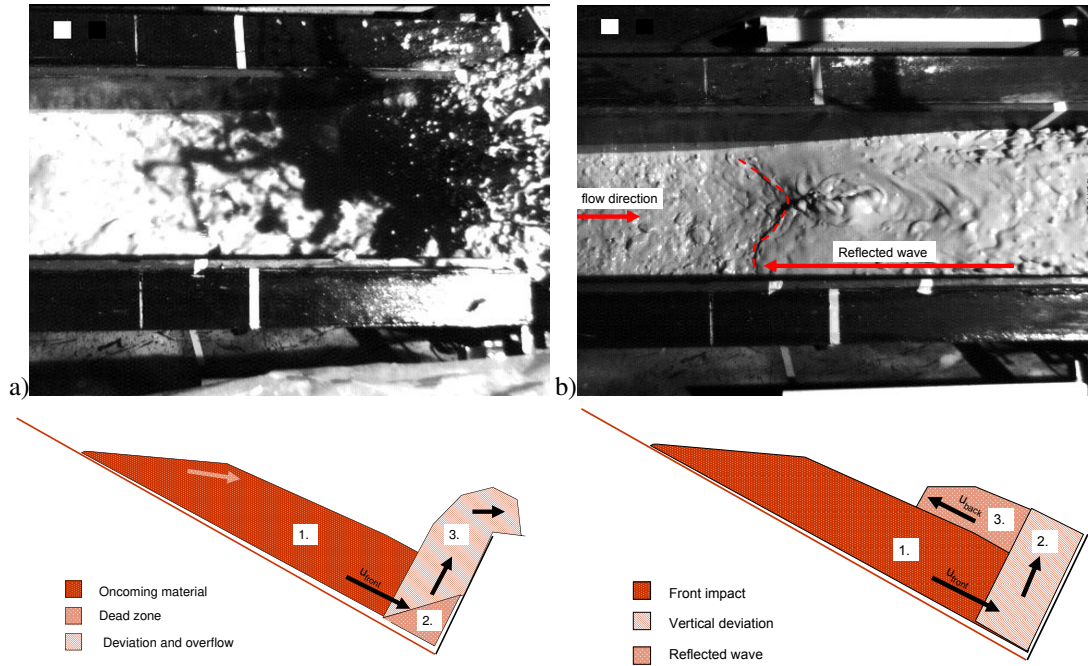 flow direction
Reflected wave
a)
b)
1.
u_front
2.
3.
Oncoming material
Dead zone
Deviation and overflow
1.
u_front
2.
3.
u_back
Front impact
Vertical deviation
Reflected wave